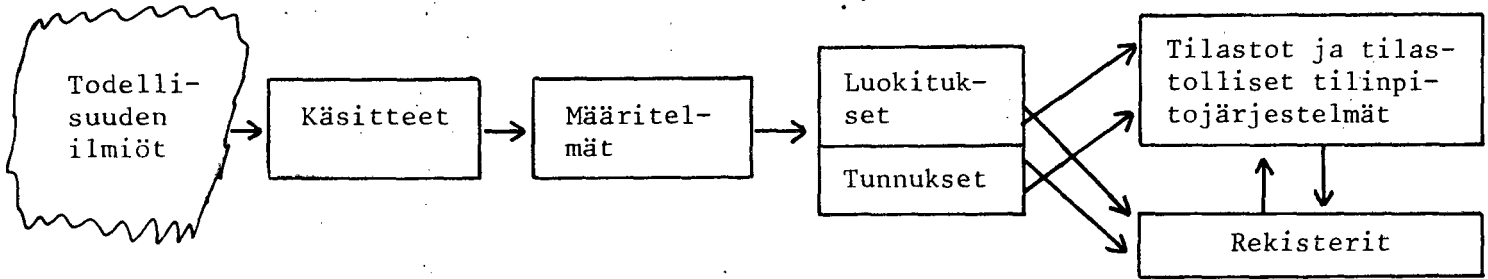 Todelli-
suuden
ilmiöt
Käsitteet
Määritel-
mät
Luokituk-
set
Tunnukset
Tilastot ja tilas-
tolliset tilinpi-
tojärjestelmät
Rekisterit